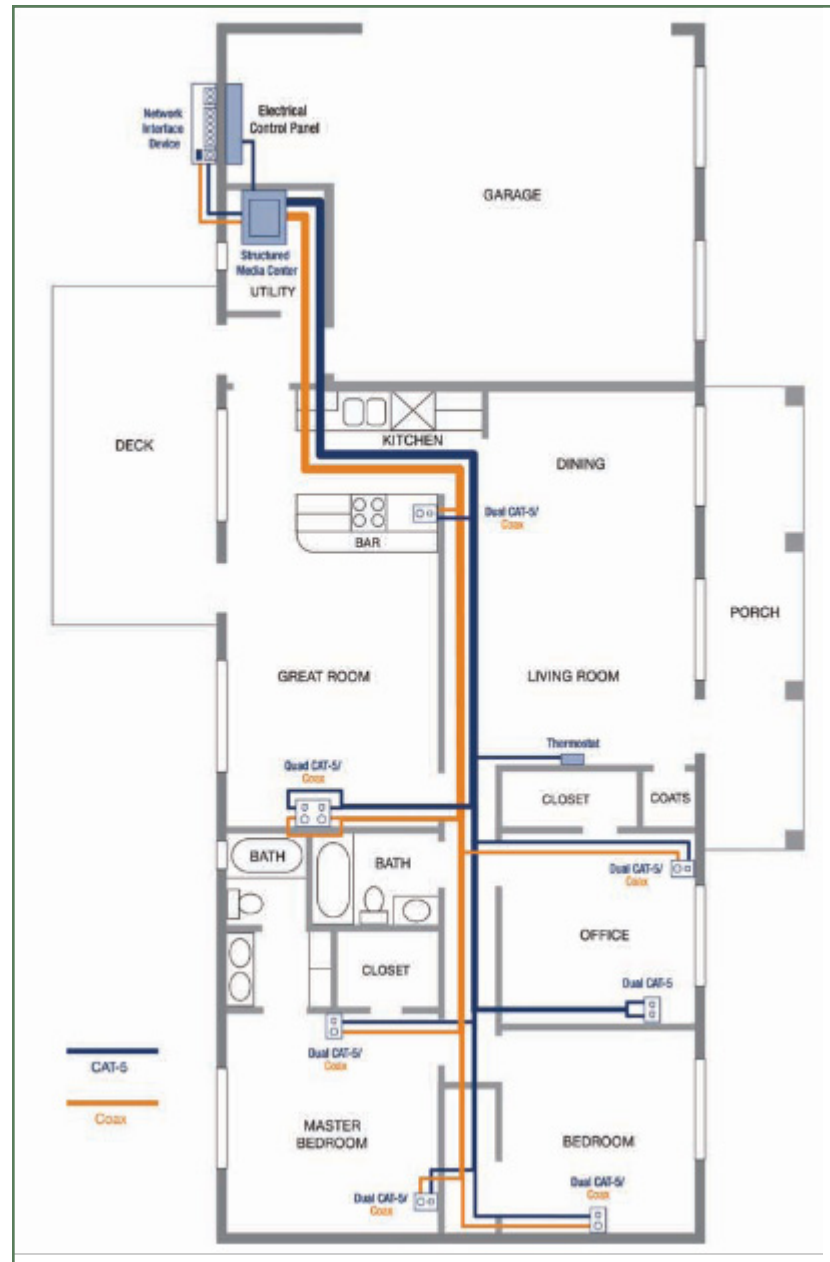 Network
Interface
Device
Electrical
Control Panel
GARAGE
Structured
Media Center
UTILITY
DECK
KITCHEN
DINING
Dual CAT-5/
Coax
BAR
PORCH
GREAT ROOM
LIVING ROOM
Thermostat
Quad CAT-5/
Coax
CLOSET
COATS
BATH
BATH
Dual CAT-5/
Coax
OFFICE
CLOSET
Dual CAT-5
Dual CAT-5/
Coax
CAT-5
Coax
MASTER
BEDROOM
BEDROOM
Dual CAT-5/
Coax
Dual CAT-5/
Coax